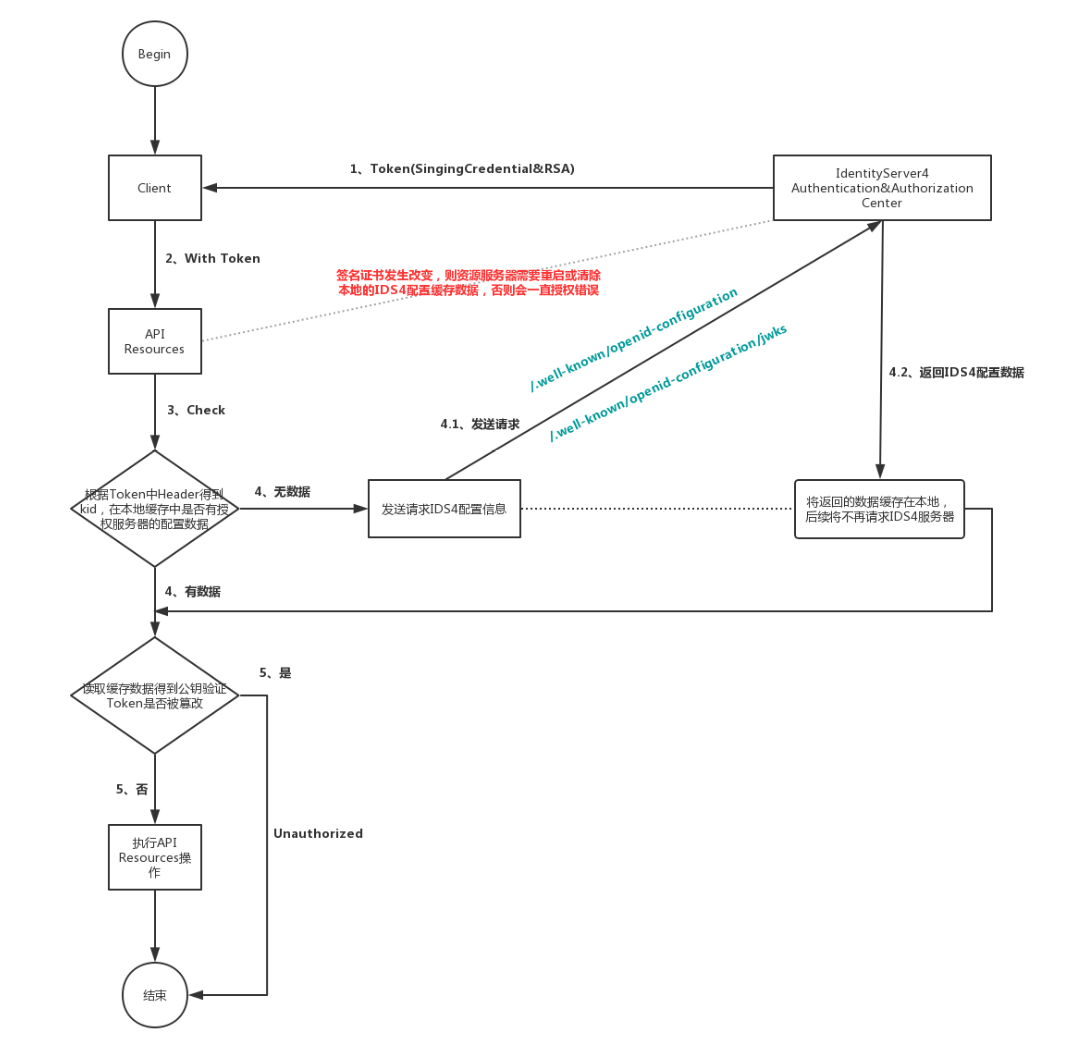 Begin
1、Token(SingingCredential&RSA)
Client
IdentityServer4
Authentication&Authorization
Center
2、With Token
签名证书发生改变，则资源服务器需要重启或清除
本地的IDS4配置缓存数据，否则会一直授权错误
API
Resources
/.well-known/openid-configuration
/.well-known/openid-configuration/jwks
4.2、返回IDS4配置数据
3、Check
4.1、发送请求
根据Token中Header得到
kid，在本地缓存中是否有授
权服务器的配置数据
4、无数据
发送请求IDS4配置信息
将返回的数据缓存在本地，
后续将不再请求IDS4服务器
4、有数据
5、是
读取缓存数据得到公钥验证
Token是否被篡改
5、否
Unauthorized
执行API
Resources操
作
结束